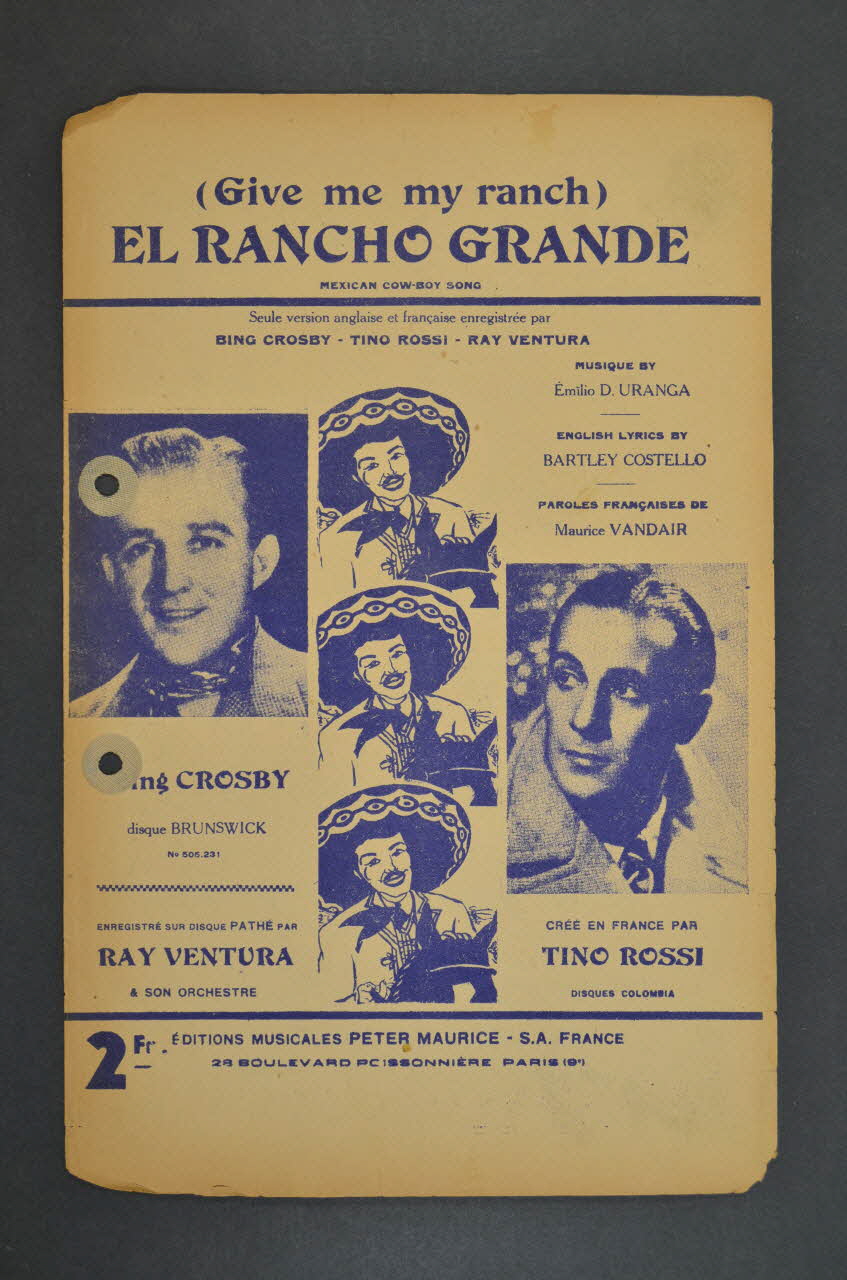 (Give me my ranch)
EL RANCHO GRANDE
MEXICAN COW-BOY SONG
Seule version anglaise et française enregistrée par
BING CROSBY - TINO ROSSI - RAY VENTURA
MUSIQUE BY
Émilio D. URANGA
ENGLISH LYRICS BY
BARTLEY COSTELLO
PAROLES FRANÇAISES DE
Maurice VANDAIR
ing CROSBY
disque BRUNSWICK
No 505.231
ENREGISTRÉ SUR DISQUE PATHÉ PAR
RAY VENTURA
& SON ORCHESTRE
CRÉÉ EN FRANCE PAR
TINO ROSSI
DISQUES COLOMBIA
2 Fr.
ÉDITIONS MUSICALES PETER MAURICE - S.A. FRANCE
28 BOULEVARD POISSONNIÈRE PARIS (9e)